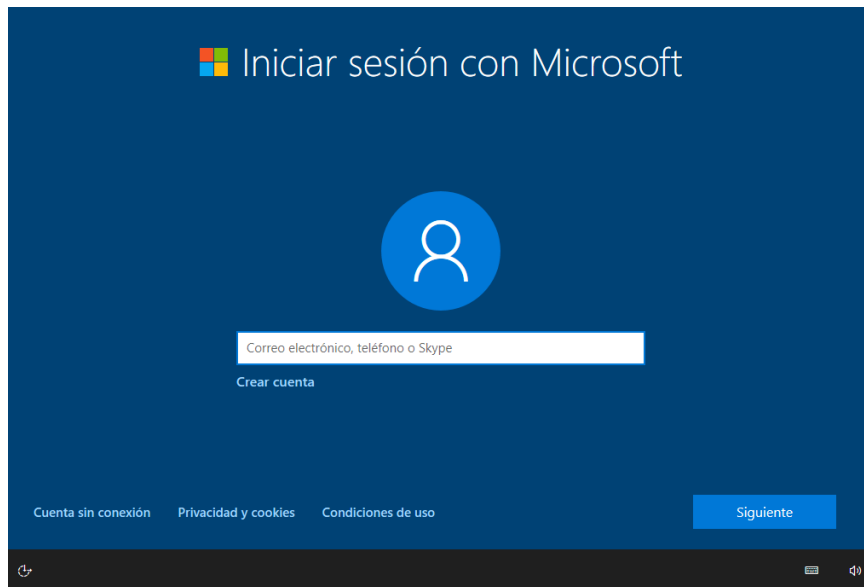 Iniciar sesión con Microsoft
Correo electrónico, teléfono o Skype
Crear cuenta
Cuenta sin conexión Privacidad y cookies Condiciones de uso Siguiente